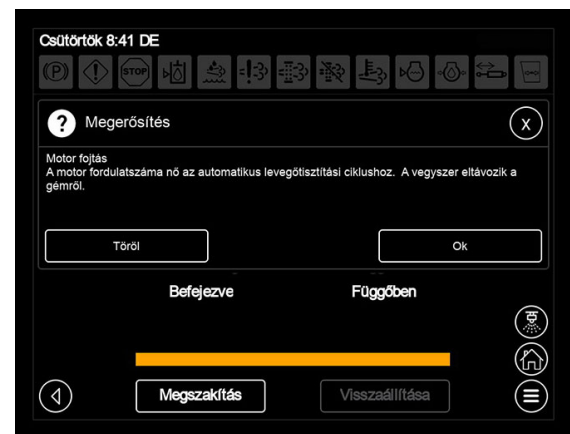 Csütörtök 8:41 DE
(P) STOP
? Megerősítés X
Motor fojtás
A motor fordulatszáma nő az automatikus levegőtisztítási ciklushoz. A vegyszer eltávozik a
gémről.
Töröl Ok
Befejezve Függőben
Megszakítás Visszaállítása